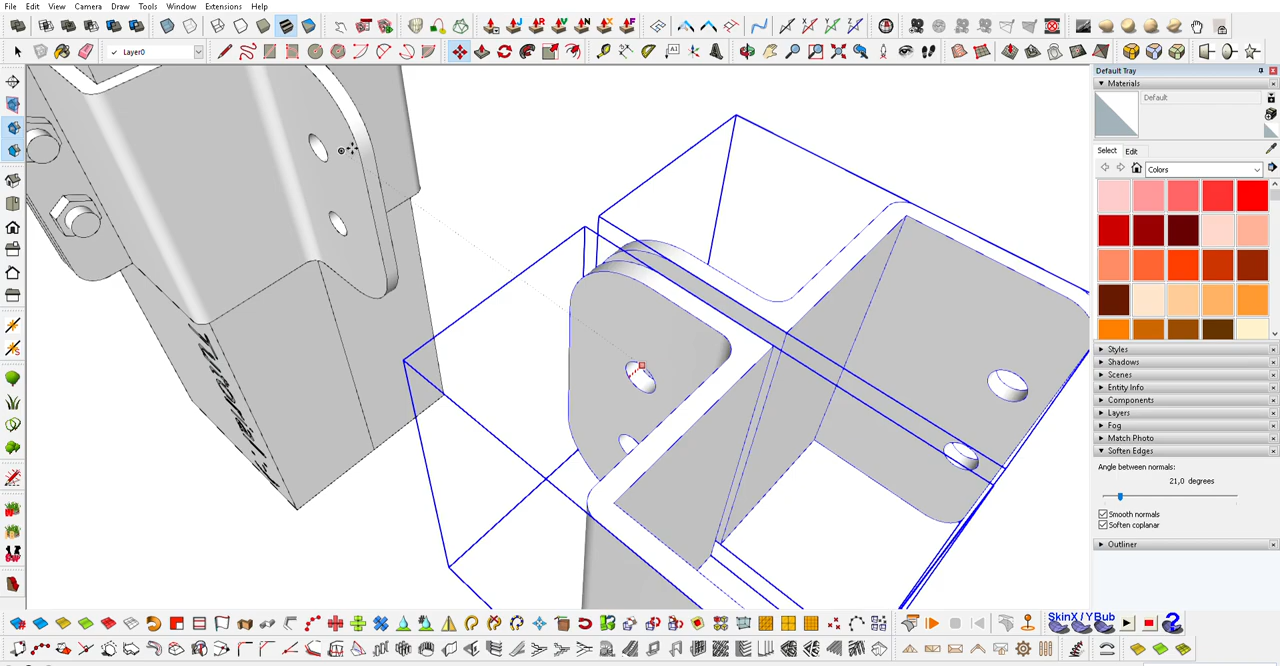 File Edit View Camera Draw Tools Window Extensions Help
✓ Layer0
Default Tray
Materials
Default
Select Edit
Colors
Styles
Shadows
Scenes
Entity Info
Components
Layers
Fog
Match Photo
Soften Edges
Angle between normals:
21,0 degrees
Smooth normals
Soften coplanar
Outliner
SkinX / YBub